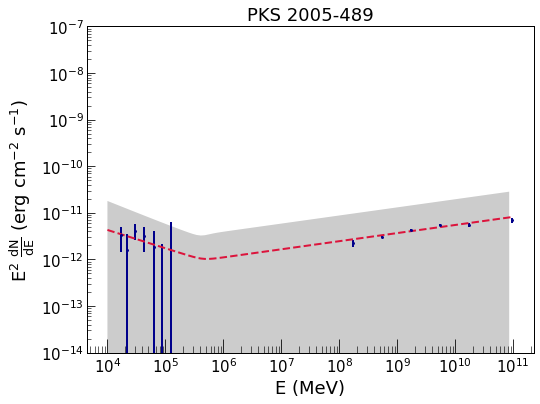 PKS 2005-489
10⁻⁷
10⁻⁸
10⁻⁹
10⁻¹⁰
10⁻¹¹
10⁻¹²
10⁻¹³
10⁻¹⁴
E² dN/dE (erg cm⁻² s⁻¹)
10⁴ 10⁵ 10⁶ 10⁷ 10⁸ 10⁹ 10¹⁰ 10¹¹
E (MeV)